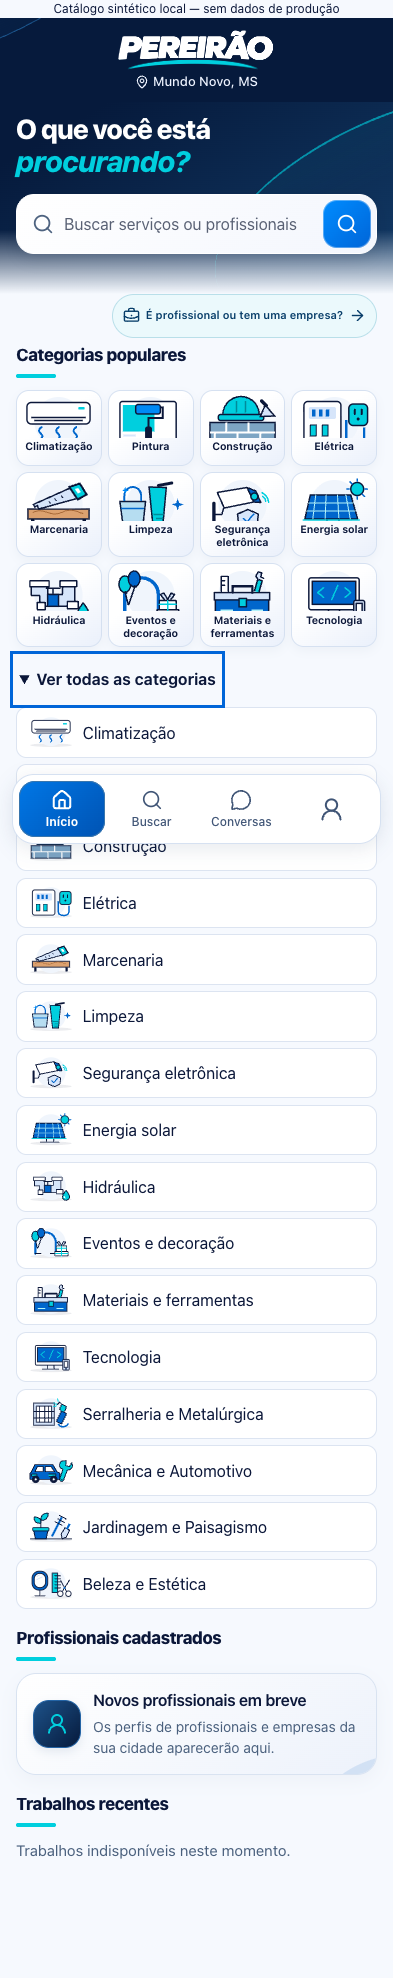 Catálogo sintético local — sem dados de produção
PEREIRÃO
Mundo Novo, MS
O que você está
procurando?
Buscar serviços ou profissionais
É profissional ou tem uma empresa?
Categorias populares
Climatização
Pintura
Construção
Elétrica
Marcenaria
Limpeza
Segurança
eletrônica
Energia solar
Hidráulica
Eventos e
decoração
Materiais e
ferramentas
Tecnologia
Ver todas as categorias
Climatização
Início
Buscar
Conversas
Construção
Elétrica
Marcenaria
Limpeza
Segurança eletrônica
Energia solar
Hidráulica
Eventos e decoração
Materiais e ferramentas
Tecnologia
Serralheria e Metalúrgica
Mecânica e Automotivo
Jardinagem e Paisagismo
Beleza e Estética
Profissionais cadastrados
Novos profissionais em breve
Os perfis de profissionais e empresas da
sua cidade aparecerão aqui.
Trabalhos recentes
Trabalhos indisponíveis neste momento.